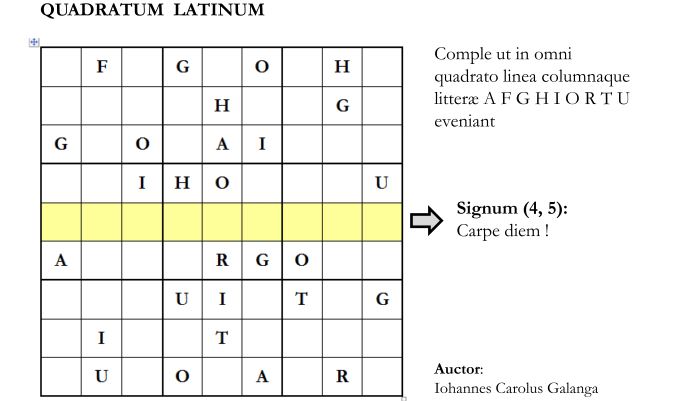 QUADRATUM LATINUM
F G O H
H G
G O A I
I H O U
A R G O
U I T G
I T
U O A R
Comple ut in omni
quadrato linea columnaque
litteræ A F G H I O R T U
eveniant
Signum (4, 5):
Carpe diem !
Auctor:
Iohannes Carolus Galanga